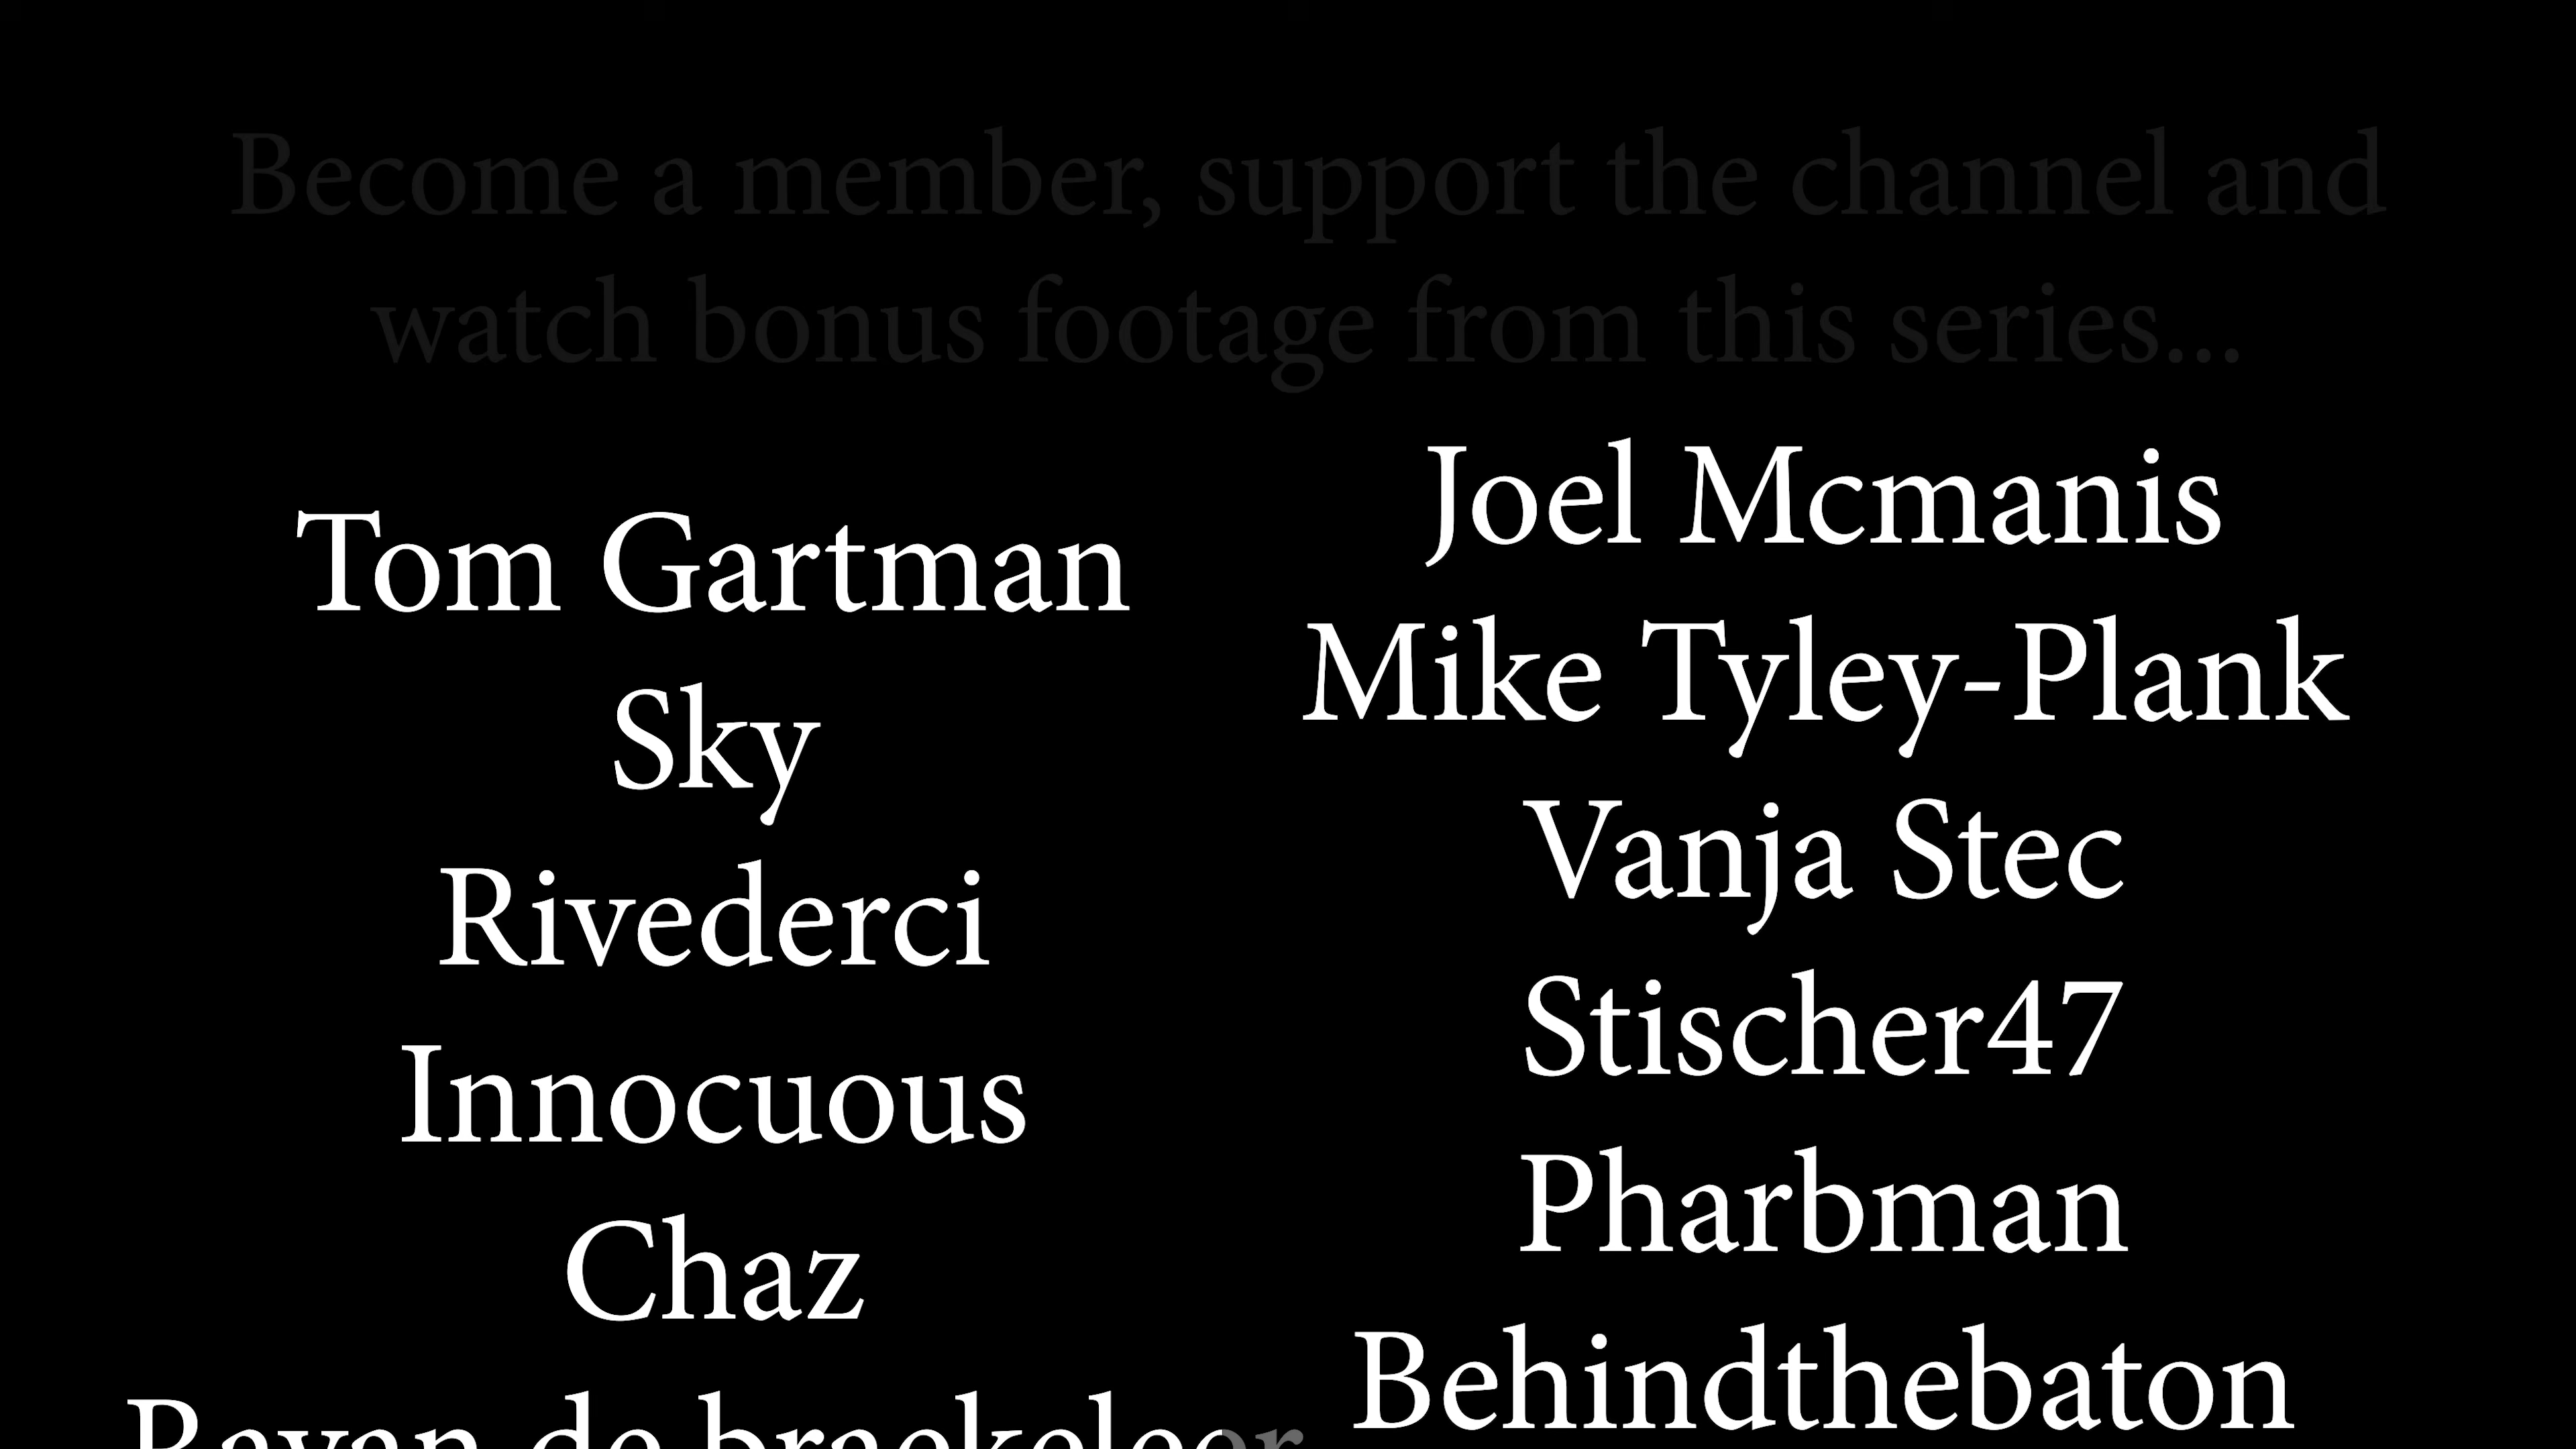 Become a member, support the channel and
watch bonus footage from this series...
Tom Gartman
Sky
Rivederci
Innocuous
Chaz
de
Joel Mcmanis
Mike Tyley-Plank
Vanja Stec
Stischer47
Pharbman
Behindthebaton